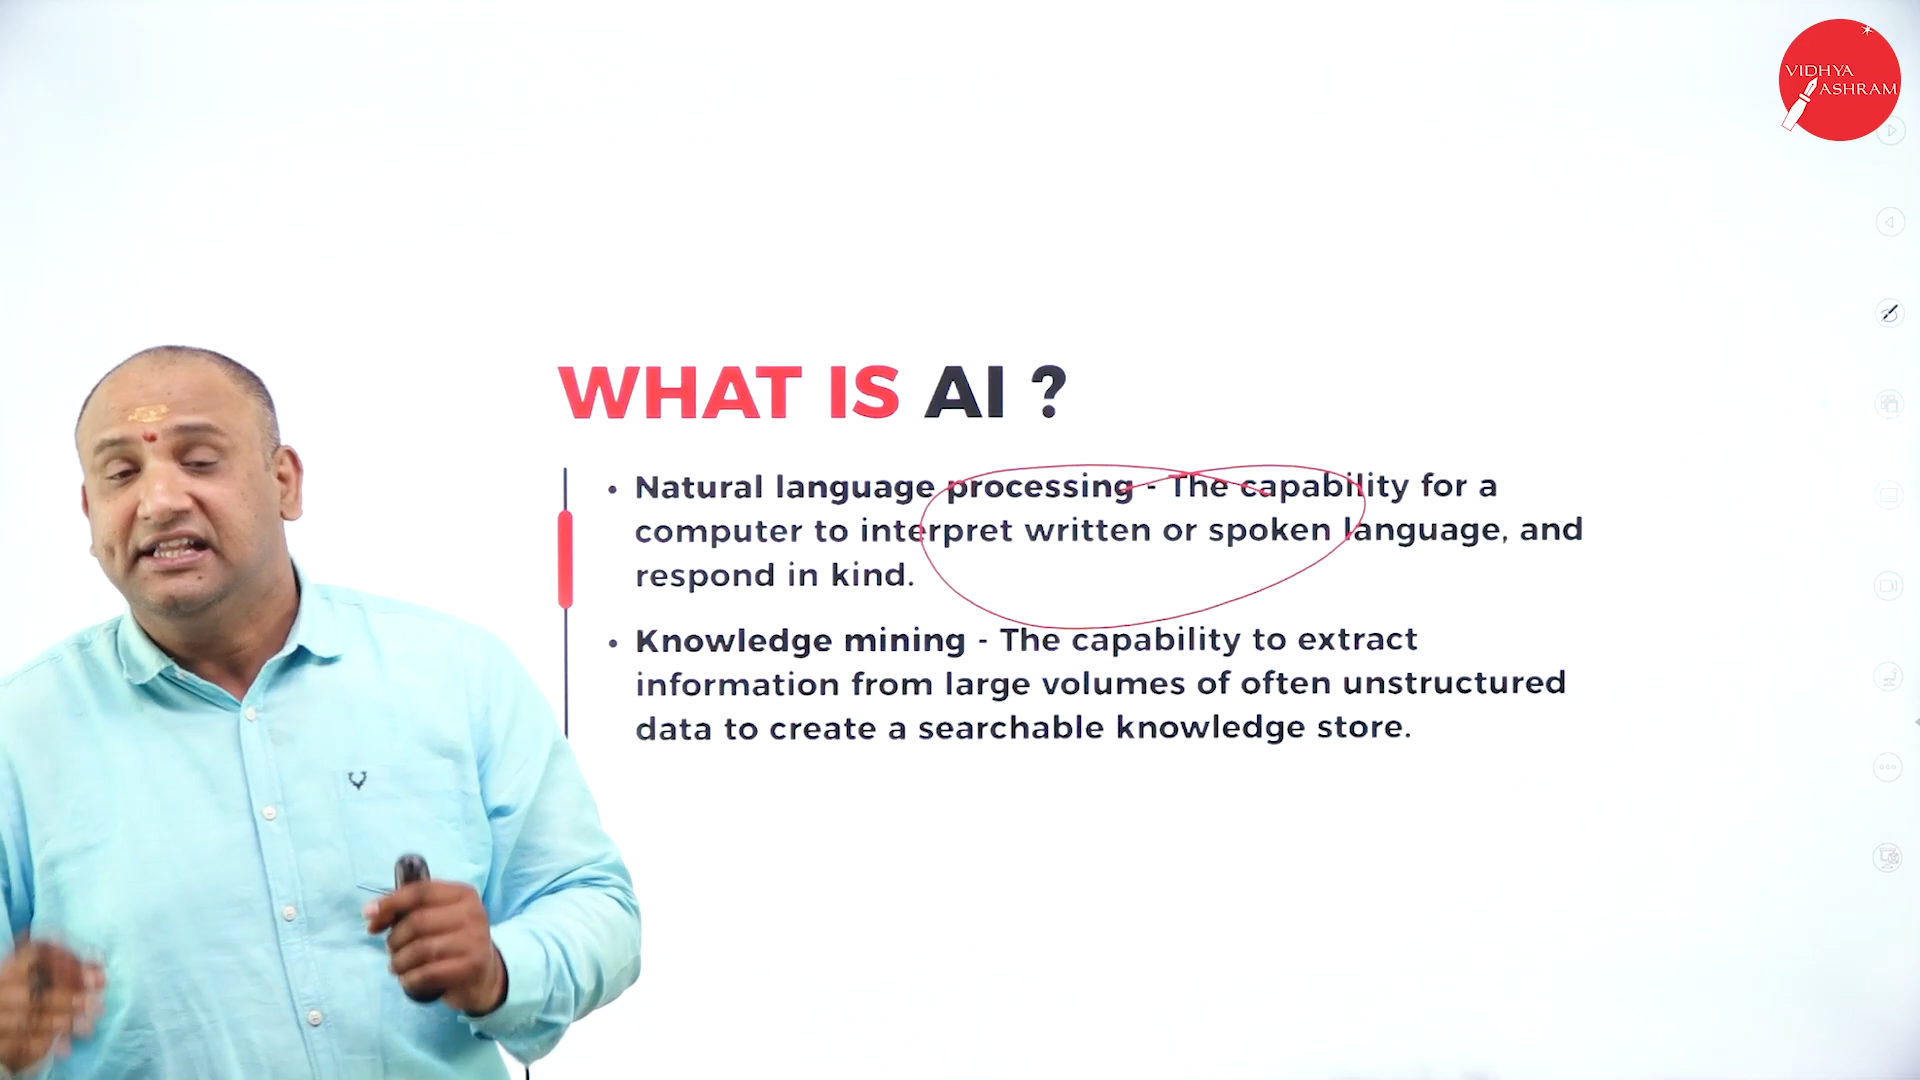 VIDHYA
ASHRAM
WHAT IS AI ?
• Natural language processing - The capability for a
computer to interpret written or spoken language, and
respond in kind.
• Knowledge mining - The capability to extract
information from large volumes of often unstructured
data to create a searchable knowledge store.